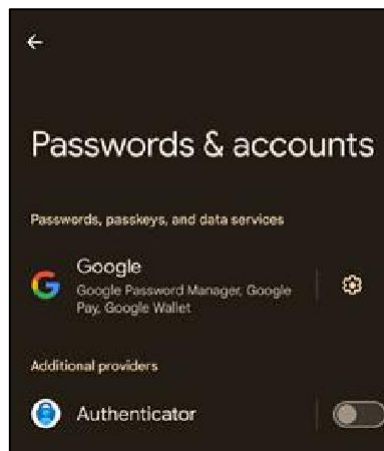 Passwords & accounts
Passwords, passkeys, and data services
Google
Google Password Manager, Google
Pay, Google Wallet
Additional providers
Authenticator